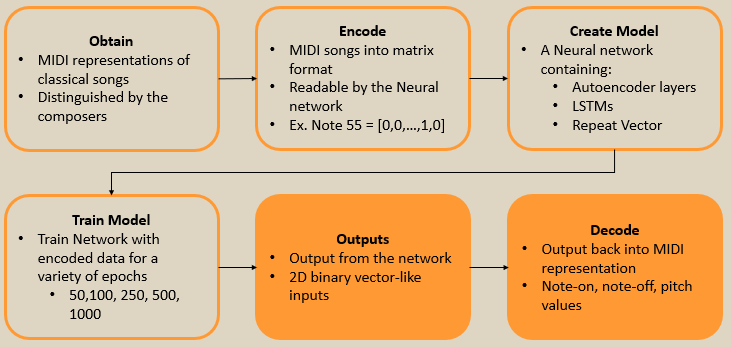 Obtain
• MIDI representations of
classical songs
• Distinguished by the
composers
Encode
• MIDI songs into matrix
format
• Readable by the Neural
network
• Ex. Note 55 = [0,0,…,1,0]
Create Model
• A Neural network
containing:
• Autoencoder layers
• LSTMs
• Repeat Vector
Train Model
• Train Network with
encoded data for a
variety of epochs
• 50,100, 250, 500,
1000
Outputs
• Output from the network
• 2D binary vector-like
inputs
Decode
• Output back into MIDI
representation
• Note-on, note-off, pitch
values